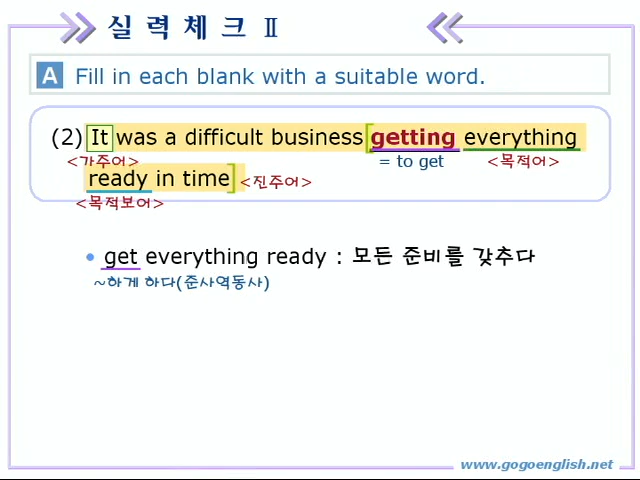 실력체크 Ⅱ
A Fill in each blank with a suitable word.
(2) It was a difficult business getting everything
<가주어> = to get <목적어>
ready in time <진주어>
<목적보어>
• get everything ready : 모든 준비를 갖추다
~하게 하다(준사역동사)
www.gogoenglish.net